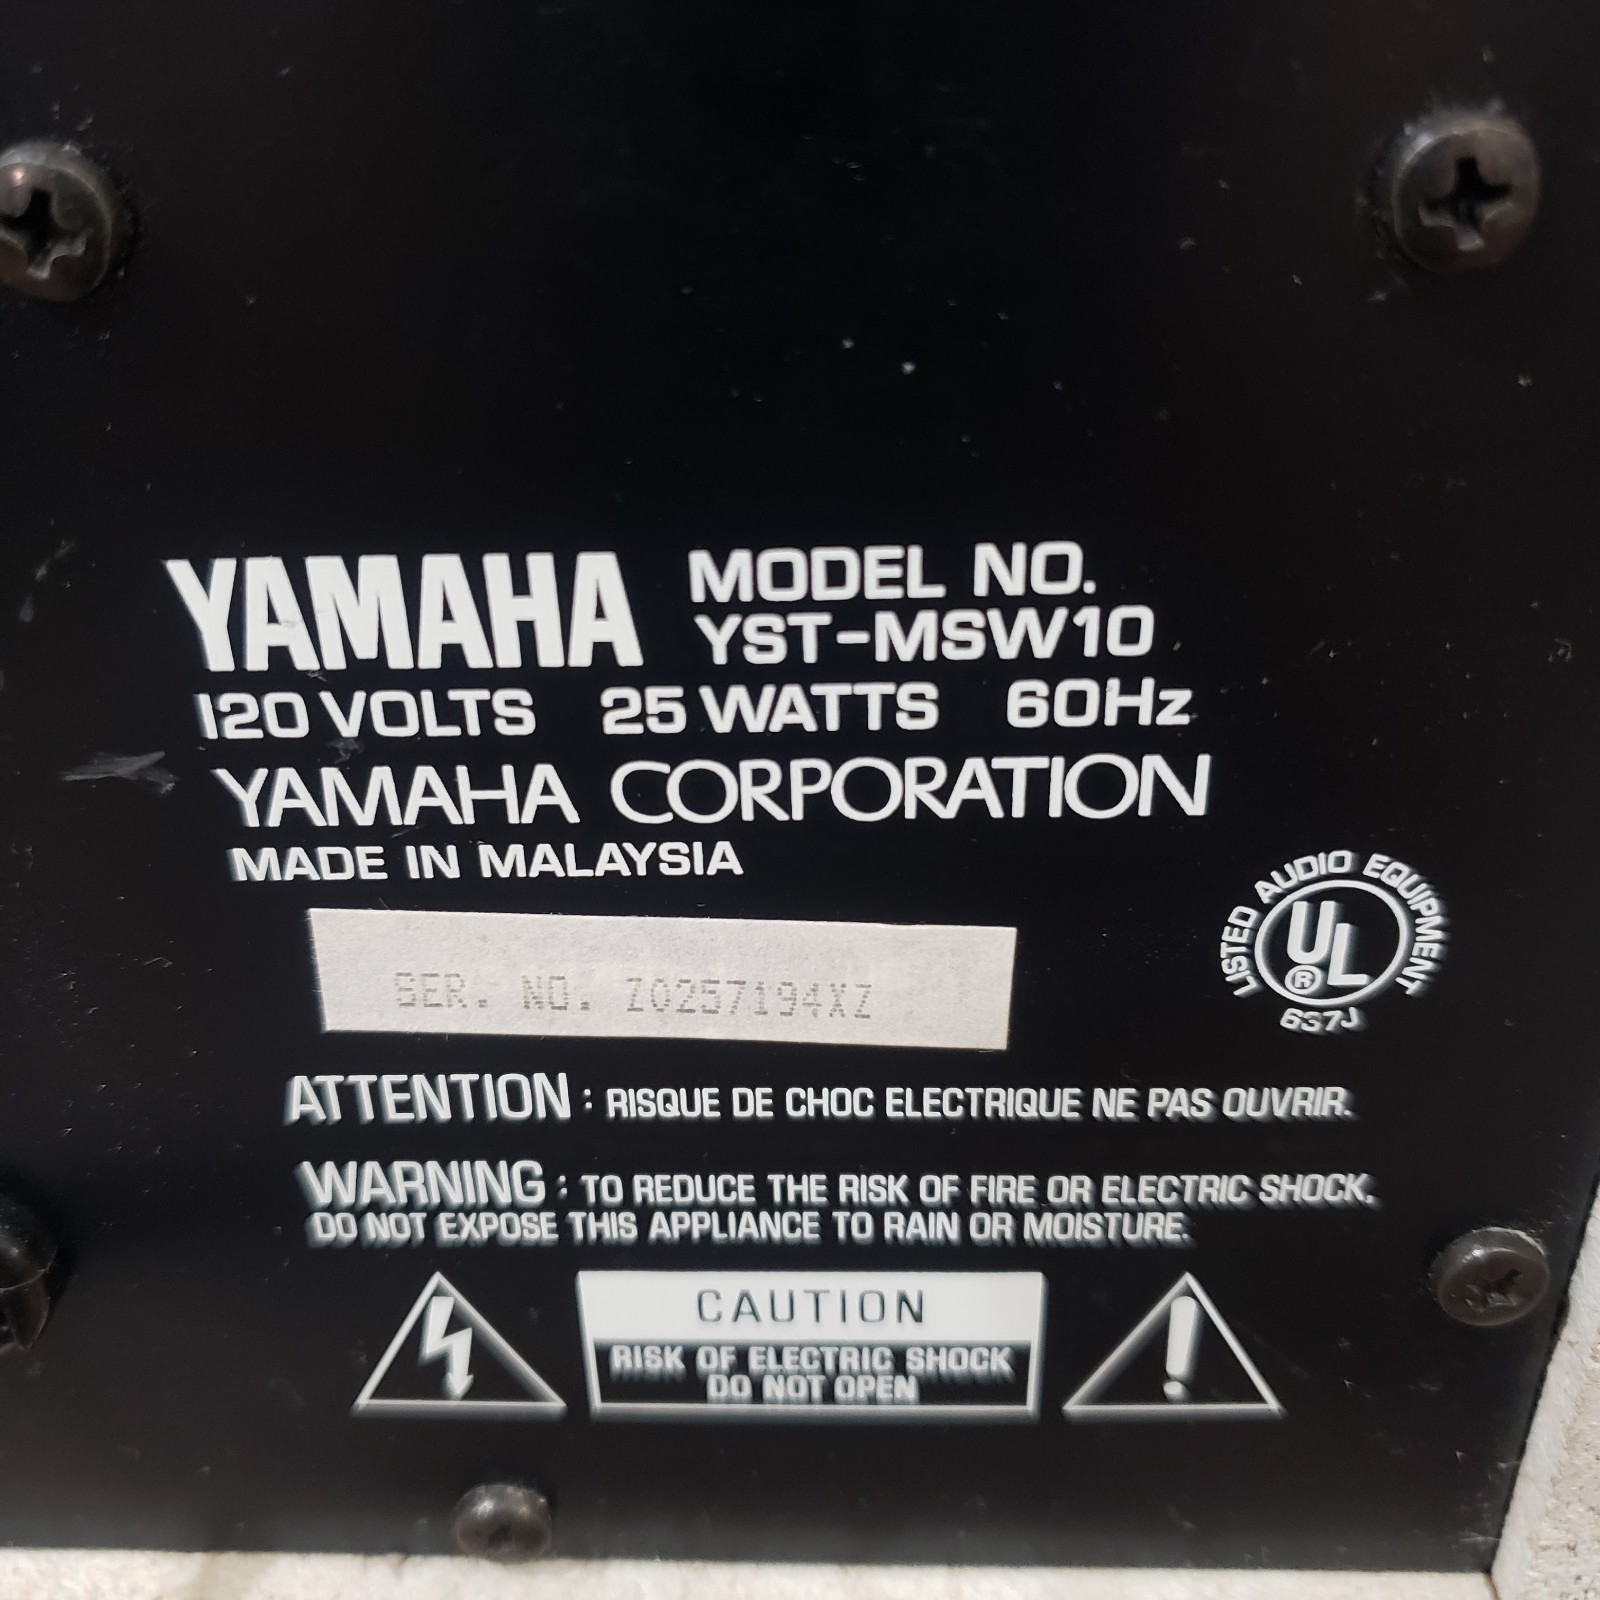 YAMAHA MODEL NO.
YST-MSW10
120 VOLTS 25 WATTS 60Hz
YAMAHA CORPORATION
MADE IN MALAYSIA
SER. NO. Z0257194XZ
LISTED AUDIO EQUIPMENT
UL
®
6S7J
ATTENTION : RISQUE DE CHOC ELECTRIQUE NE PAS OUVRIR.
WARNING : TO REDUCE THE RISK OF FIRE OR ELECTRIC SHOCK,
DO NOT EXPOSE THIS APPLIANCE TO RAIN OR MOISTURE.
CAUTION
RISK OF ELECTRIC SHOCK
DO NOT OPEN